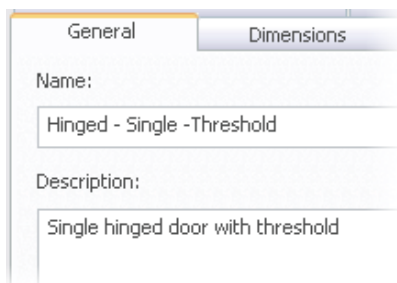 General Dimensions
Name:
Hinged - Single -Threshold
Description:
Single hinged door with threshold